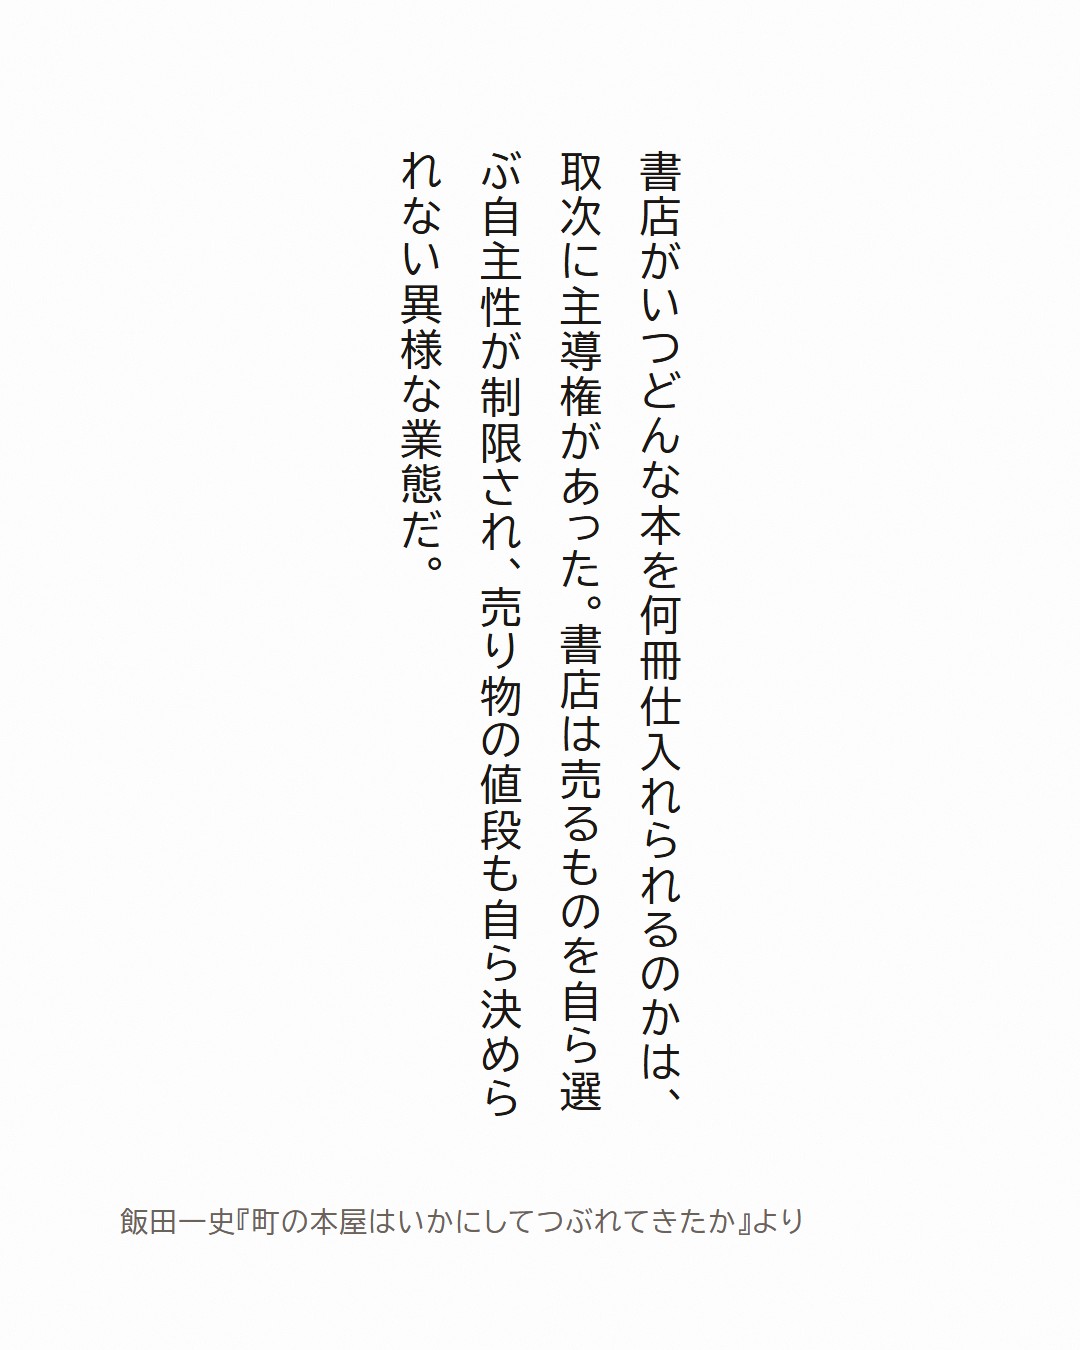 書店がいつどんな本を何冊仕入れられるのかは、
取次に主導権があった。書店は売るものを自ら選
ぶ自主性が制限され、売り物の値段も自ら決めら
れない異様な業態だ。
飯田一史『町の本屋はいかにしてつぶれてきたか』より